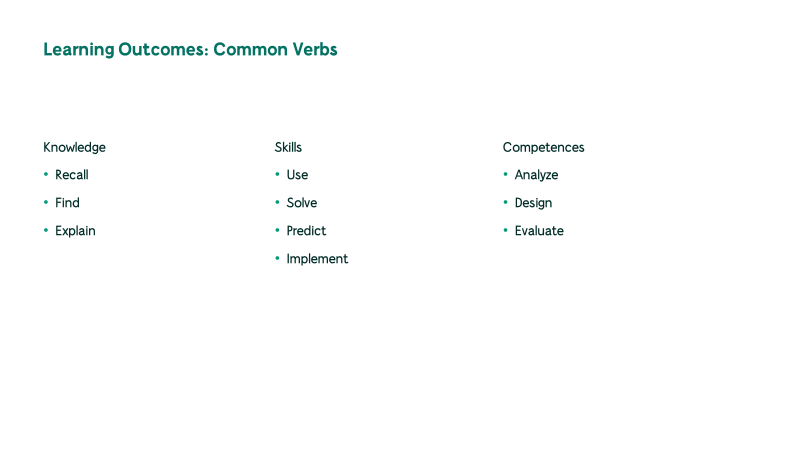 Learning Outcomes: Common Verbs
Knowledge
• Recall
• Find
• Explain
Skills
• Use
• Solve
• Predict
• Implement
Competences
• Analyze
• Design
• Evaluate